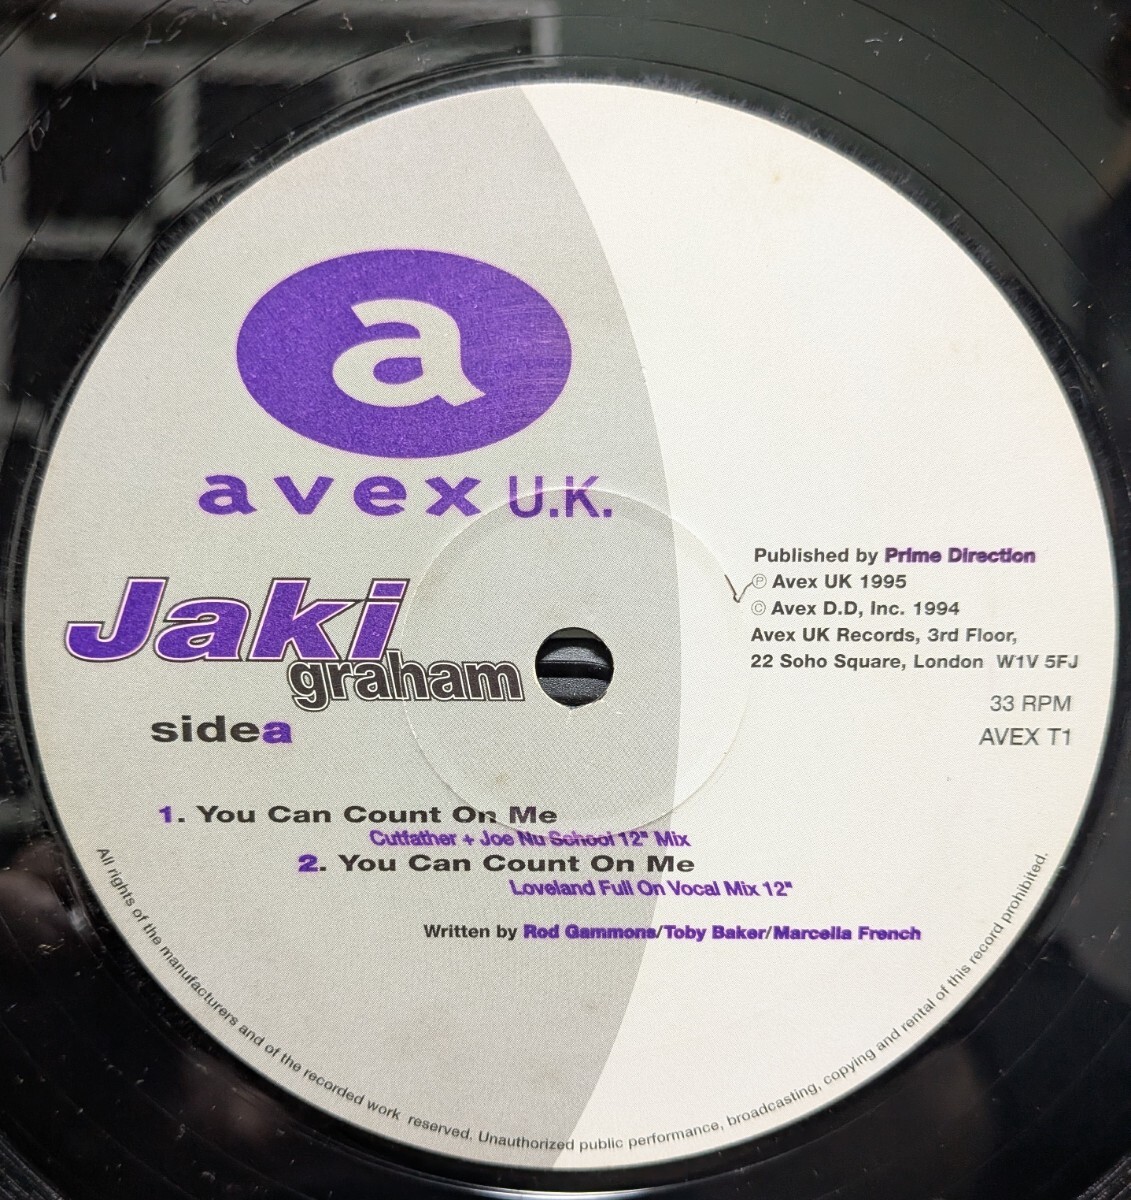 a
avex U.K.
Jaki
graham
sidea
Published by Prime Direction
Ⓟ Avex UK 1995
© Avex D.D, Inc. 1994
Avex UK Records, 3rd Floor,
22 Soho Square, London W1V 5FJ
33 RPM
AVEX T1
1. You Can Count On Me
Cutfather + Joe Nu School 12" Mix
2. You Can Count On Me
Loveland Full On Vocal Mix 12"
Written by Rod Gammons/Toby Baker/Marcella French
All rights of the manufacturers and of the recorded work reserved. Unauthorized public performance, broadcasting, copying and rental of this record prohibited.